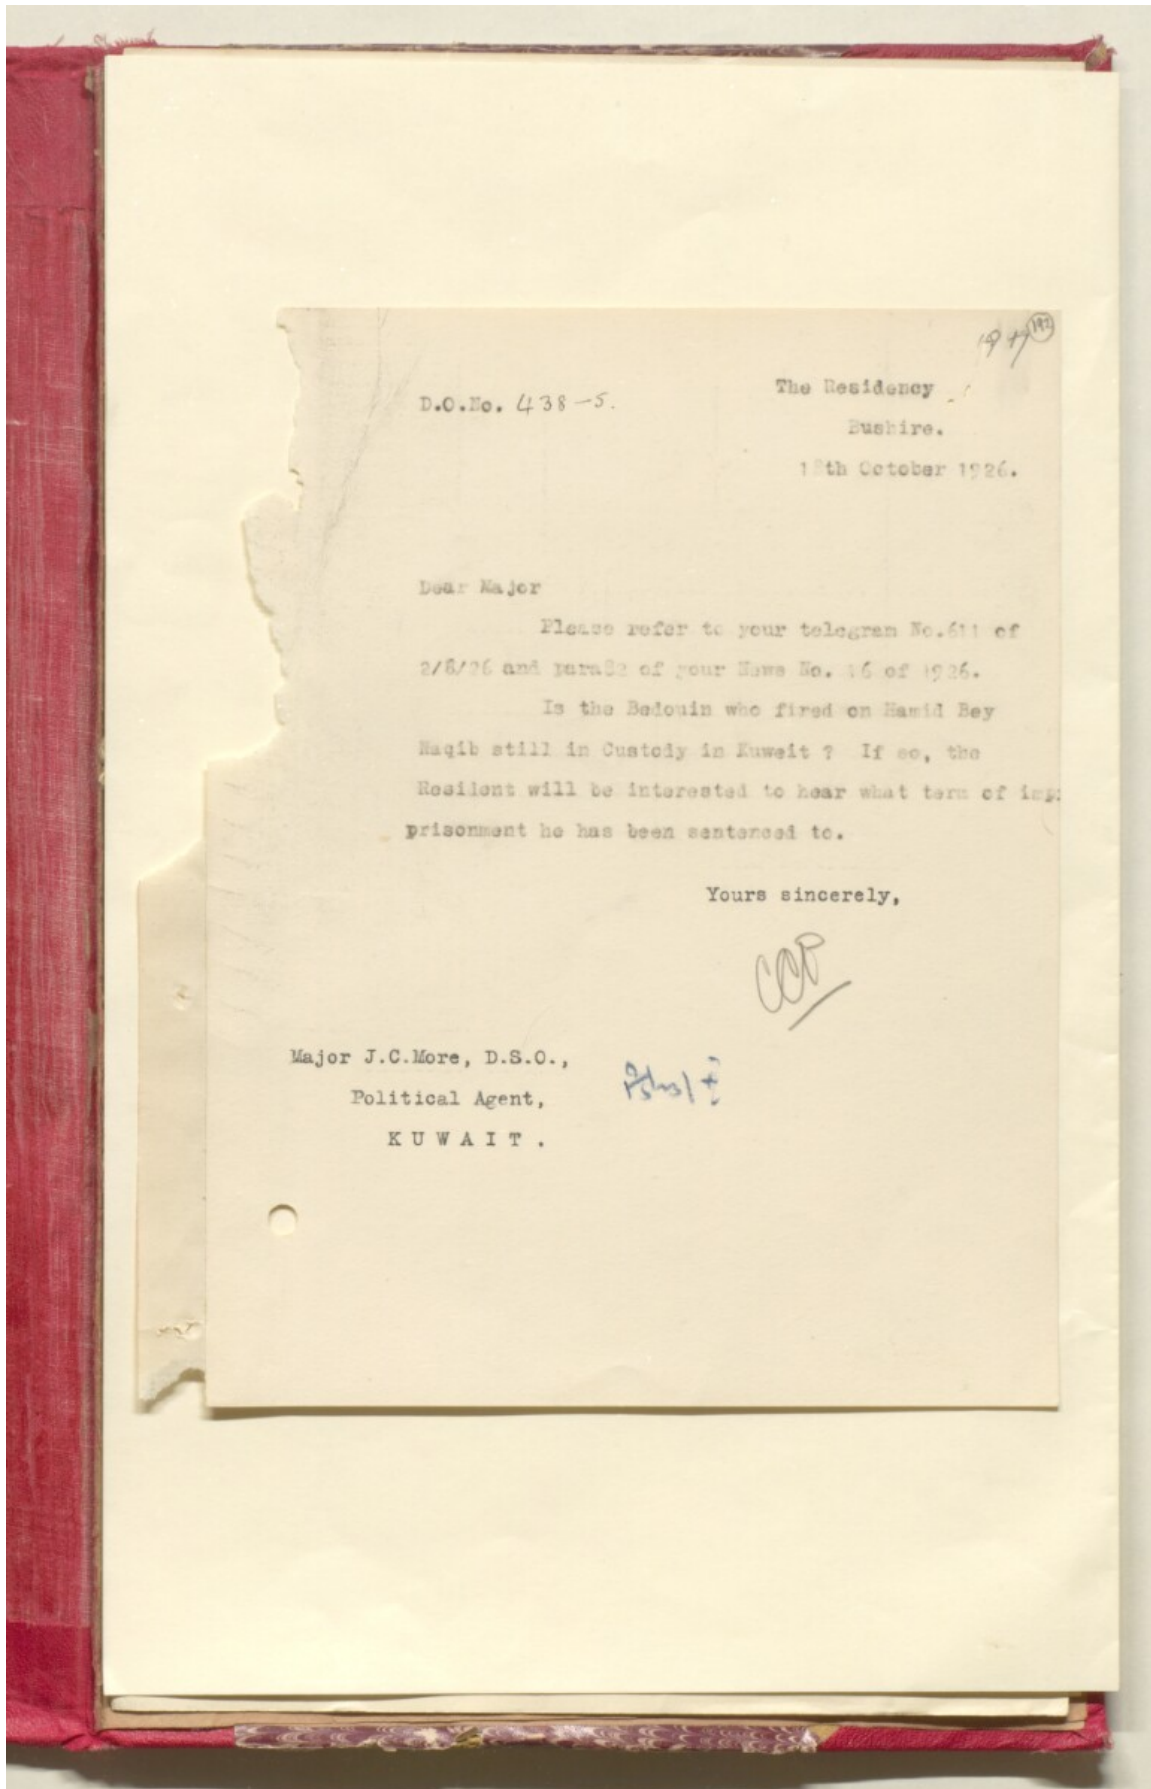 192
D.O.No. 438-S.
The Residency
Bushire.
th October 1926.
Dear Major
Please refer to your telegram No.611 of
2/8/26 and of your News No. 16 of 1926.
Is the Bedouin who fired on Hamid Bey
Naqib still in Custody in Kuweit ? If so, the
Resident will be interested to hear what term of imp
prisonment he has been sentenced to.
Yours sincerely,
Major J.C.More, D.S.O.,
Political Agent,
KUWAIT.